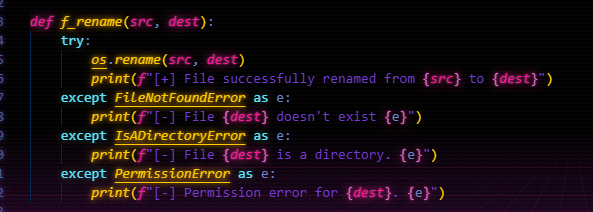 def f_rename(src, dest):
    try:
        os.rename(src, dest)
        print(f"[+] File successfully renamed from {src} to {dest}")
    except FileNotFoundError as e:
        print(f"[-] File {dest} doesn't exist {e}")
    except IsADirectoryError as e:
        print(f"[-] File {dest} is a directory. {e}")
    except PermissionError as e:
        print(f"[-] Permission error for {dest}. {e}")